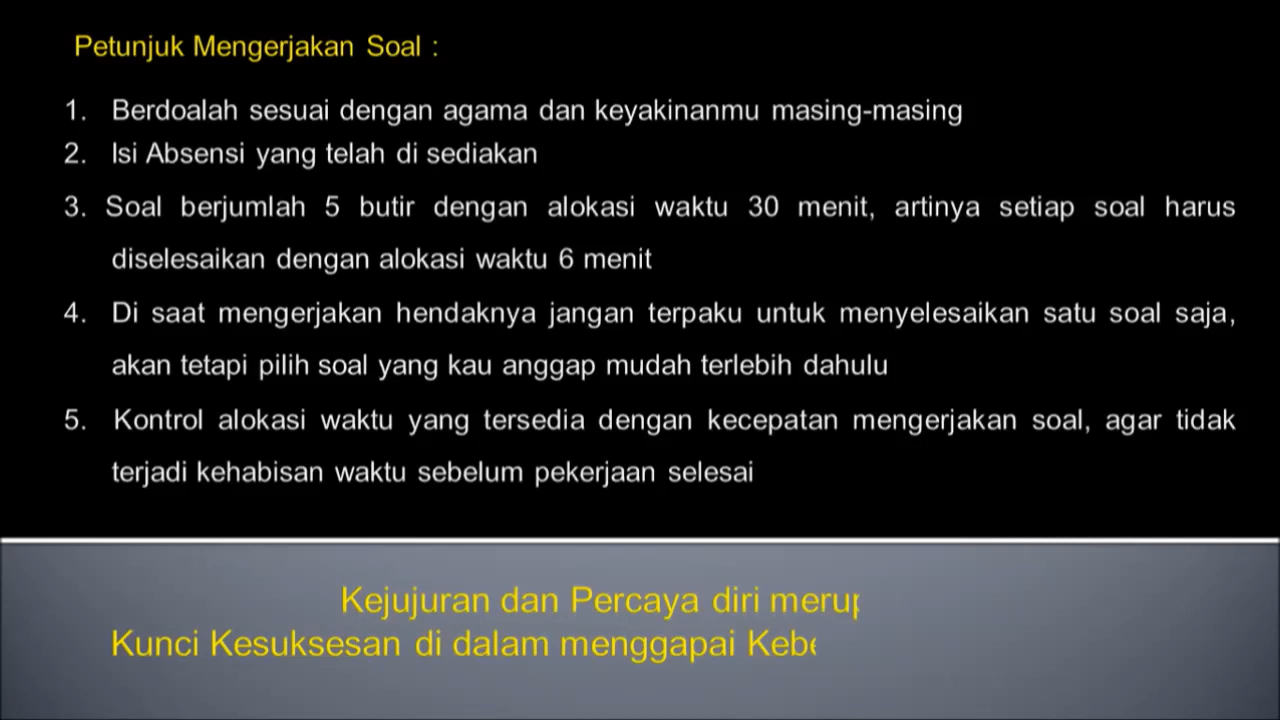 Petunjuk Mengerjakan Soal :
1. Berdoalah sesuai dengan agama dan keyakinanmu masing-masing
2. Isi Absensi yang telah di sediakan
3. Soal berjumlah 5 butir dengan alokasi waktu 30 menit, artinya setiap soal harus
diselesaikan dengan alokasi waktu 6 menit
4. Di saat mengerjakan hendaknya jangan terpaku untuk menyelesaikan satu soal saja,
akan tetapi pilih soal yang kau anggap mudah terlebih dahulu
5. Kontrol alokasi waktu yang tersedia dengan kecepatan mengerjakan soal, agar tidak
terjadi kehabisan waktu sebelum pekerjaan selesai
Kejujuran dan Percaya diri
Kunci Kesuksesan di dalam menggapai